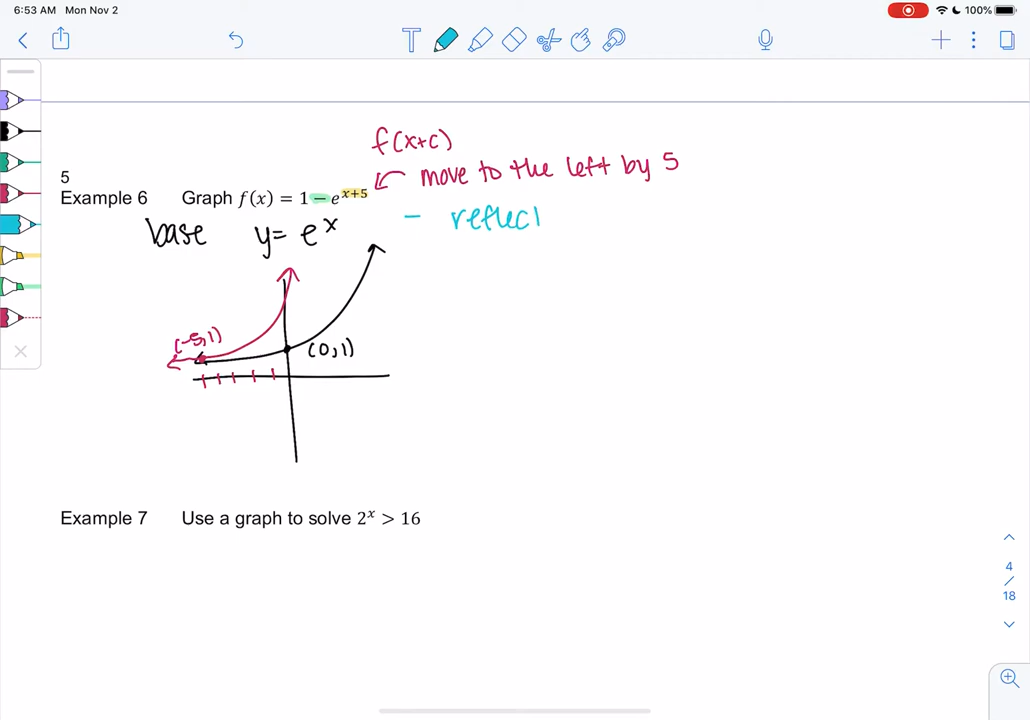 6:53 AM Mon Nov 2
100%
T
f(x+c)
← move to the left by 5
5
Example 6 Graph f(x) = 1 − e^{x+5}
− reflec
base y = e^x
(-5,1)
(0,1)
Example 7 Use a graph to solve 2^x > 16
4
/
18